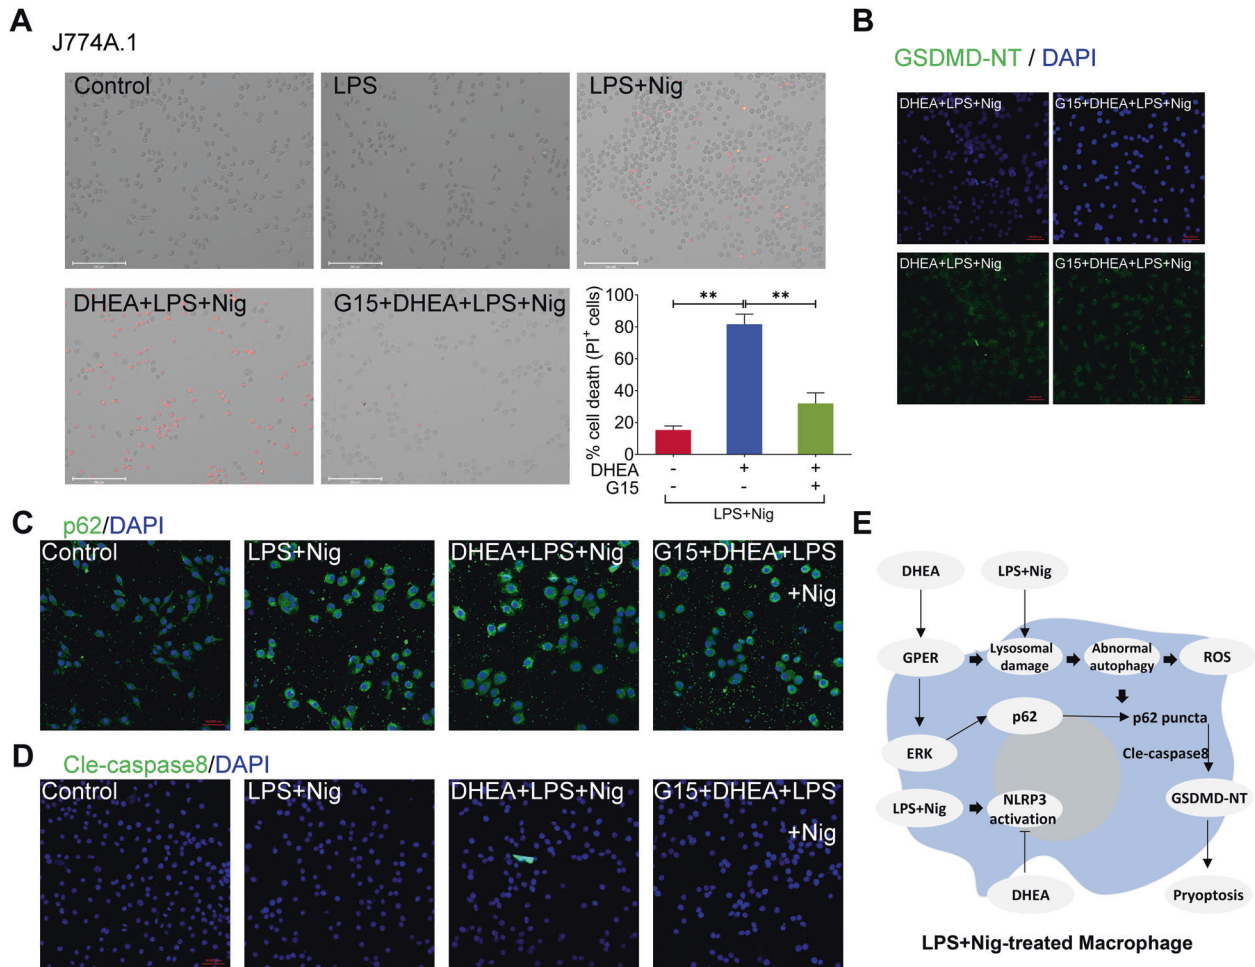 A
J774A.1
Control
LPS
LPS+Nig
DHEA+LPS+Nig
G15+DHEA+LPS+Nig
% cell death (PI⁺ cells)
100
80
60
40
20
0
**
**
DHEA
-
+
+
G15
-
-
+
LPS+Nig
B
GSDMD-NT / DAPI
DHEA+LPS+Nig
G15+DHEA+LPS+Nig
DHEA+LPS+Nig
G15+DHEA+LPS+Nig
C
p62/DAPI
Control
LPS+Nig
DHEA+LPS+Nig
G15+DHEA+LPS
+Nig
D
Cle-caspase8/DAPI
Control
LPS+Nig
DHEA+LPS+Nig
G15+DHEA+LPS
+Nig
E
DHEA
LPS+Nig
GPER
Lysosomal
damage
Abnormal
autophagy
ROS
p62
p62 puncta
ERK
Cle-caspase8
LPS+Nig
NLRP3
activation
GSDMD-NT
DHEA
Pryoptosis
LPS+Nig-treated Macrophage